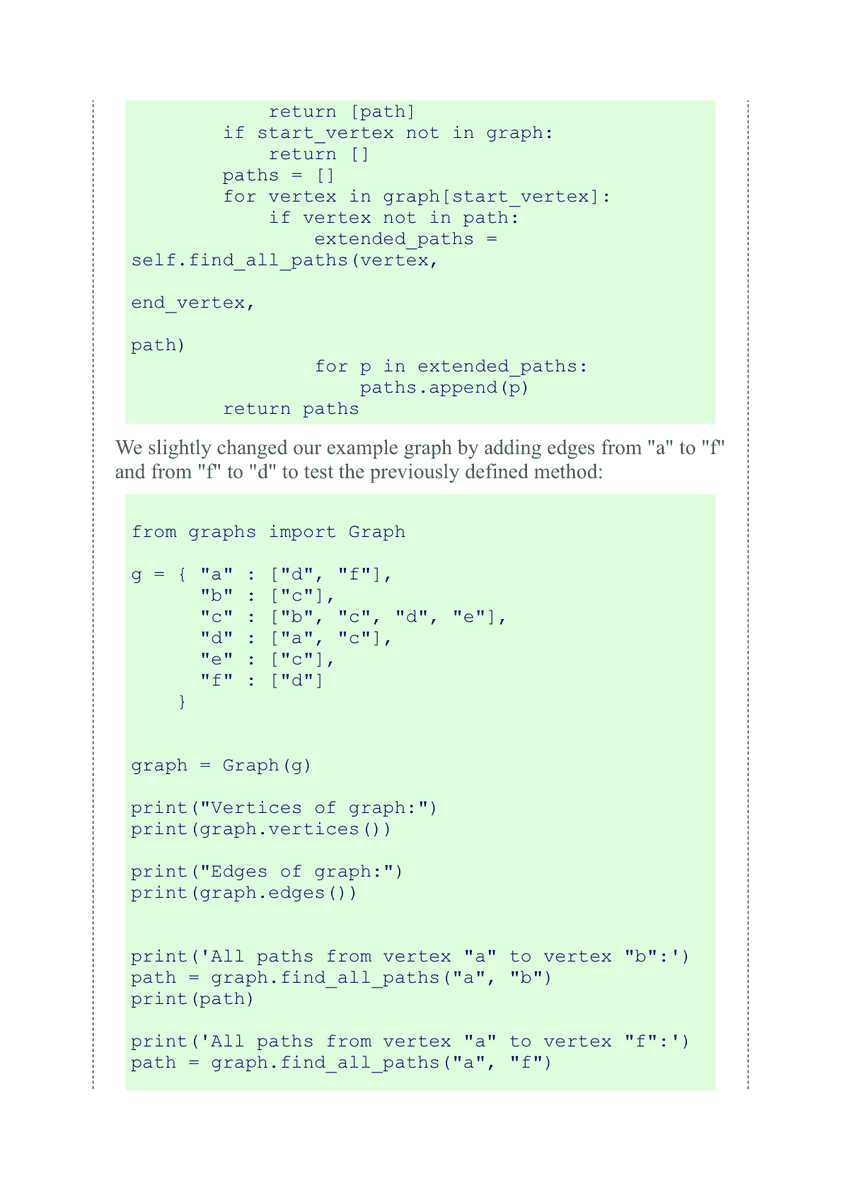 return [path]
        if start_vertex not in graph:
            return []
        paths = []
        for vertex in graph[start_vertex]:
            if vertex not in path:
                extended_paths =
self.find_all_paths(vertex,
end_vertex,
path)
                for p in extended_paths:
                    paths.append(p)
        return paths
We slightly changed our example graph by adding edges from "a" to "f"
and from "f" to "d" to test the previously defined method:
from graphs import Graph
g = { "a" : ["d", "f"],
      "b" : ["c"],
      "c" : ["b", "c", "d", "e"],
      "d" : ["a", "c"],
      "e" : ["c"],
      "f" : ["d"]
    }
graph = Graph(g)
print("Vertices of graph:")
print(graph.vertices())
print("Edges of graph:")
print(graph.edges())
print('All paths from vertex "a" to vertex "b":')
path = graph.find_all_paths("a", "b")
print(path)
print('All paths from vertex "a" to vertex "f":')
path = graph.find_all_paths("a", "f")